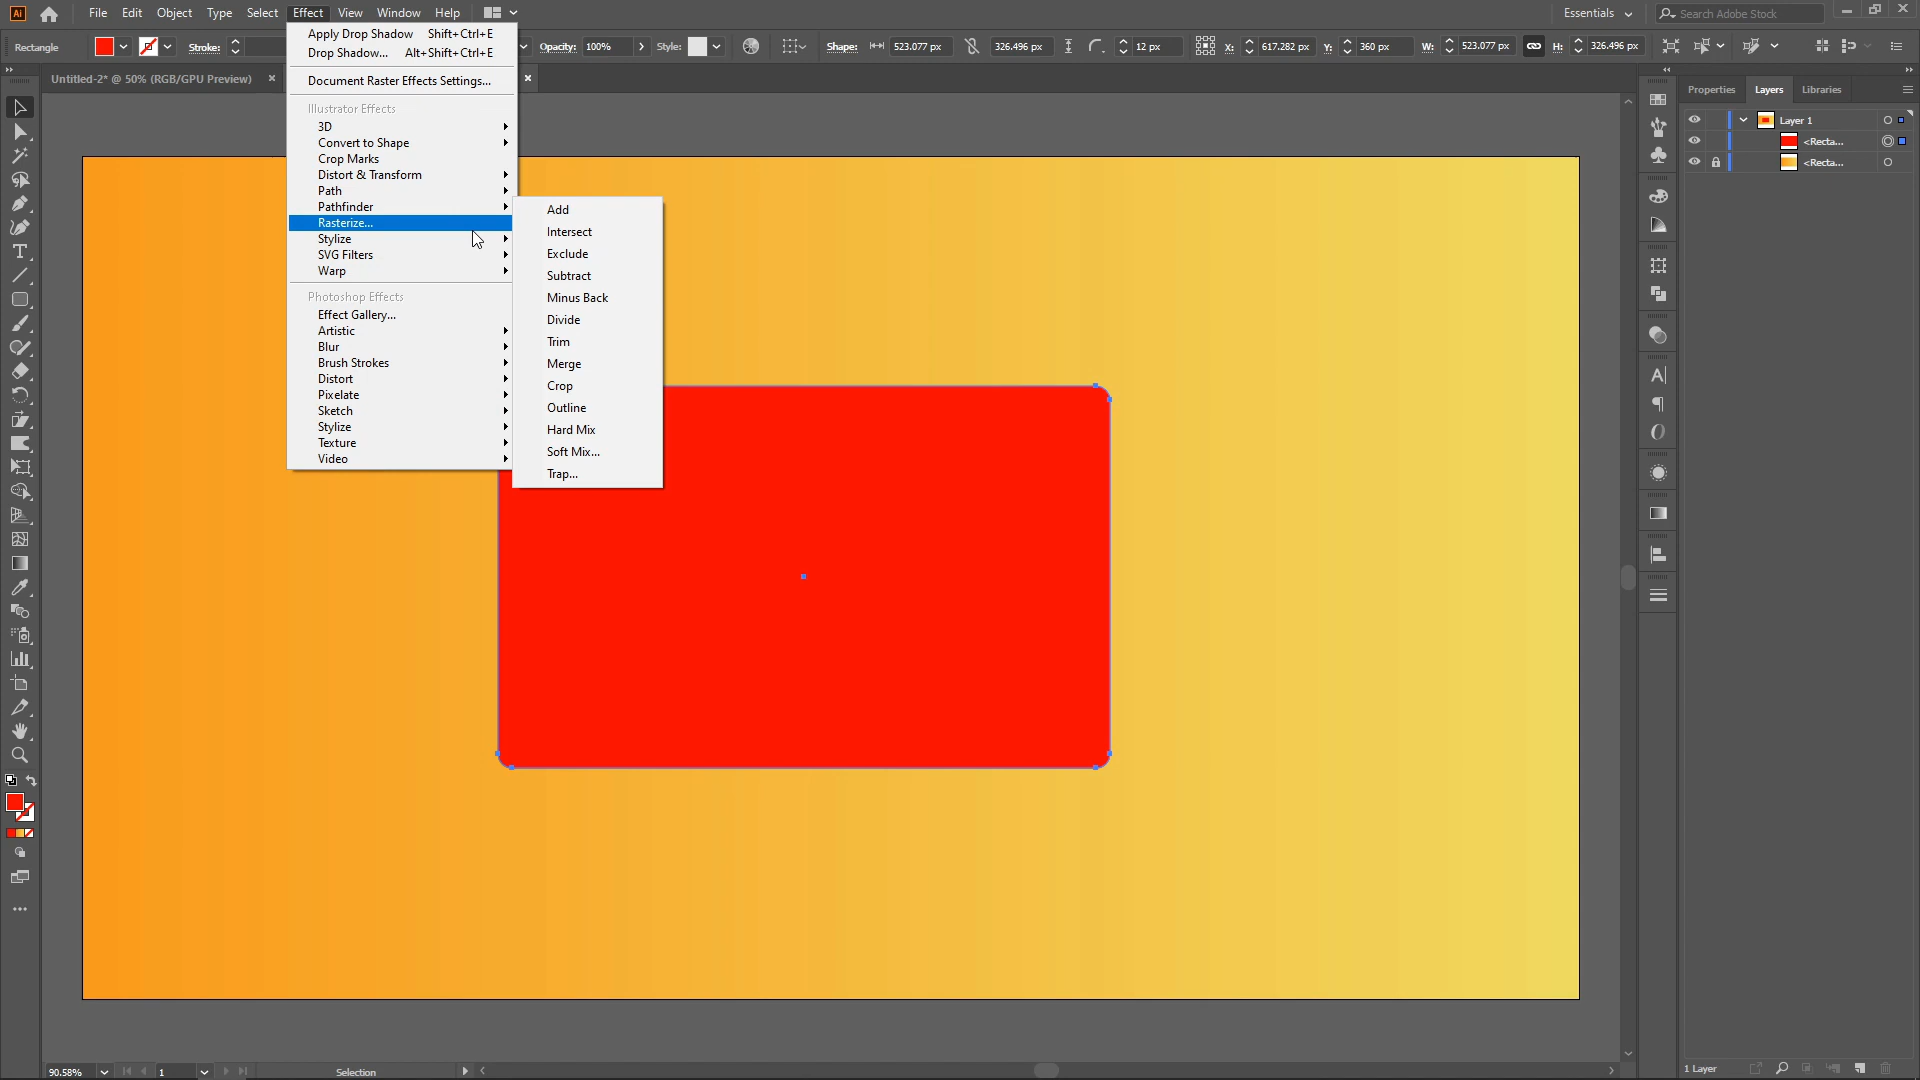 Ai File Edit Object Type Select Effect View Window Help Essentials Search Adobe Stock
Rectangle Stroke: Opacity: 100% Style: Shape: 523.077 px 326.496 px 12 px X: 617.282 px Y: 360 px W: 523.077 px H: 326.496 px
Untitled-2* @ 50% (RGB/GPU Preview)
Apply Drop Shadow Shift+Ctrl+E
Drop Shadow... Alt+Shift+Ctrl+E
Document Raster Effects Settings...
Illustrator Effects
3D
Convert to Shape
Crop Marks
Distort & Transform
Path
Pathfinder
Rasterize...
Stylize
SVG Filters
Warp
Photoshop Effects
Effect Gallery...
Artistic
Blur
Brush Strokes
Distort
Pixelate
Sketch
Stylize
Texture
Video
Add
Intersect
Exclude
Subtract
Minus Back
Divide
Trim
Merge
Crop
Outline
Hard Mix
Soft Mix...
Trap...
Properties Layers Libraries
Layer 1
<Recta...
<Recta...
90.58% 1 Selection
1 Layer